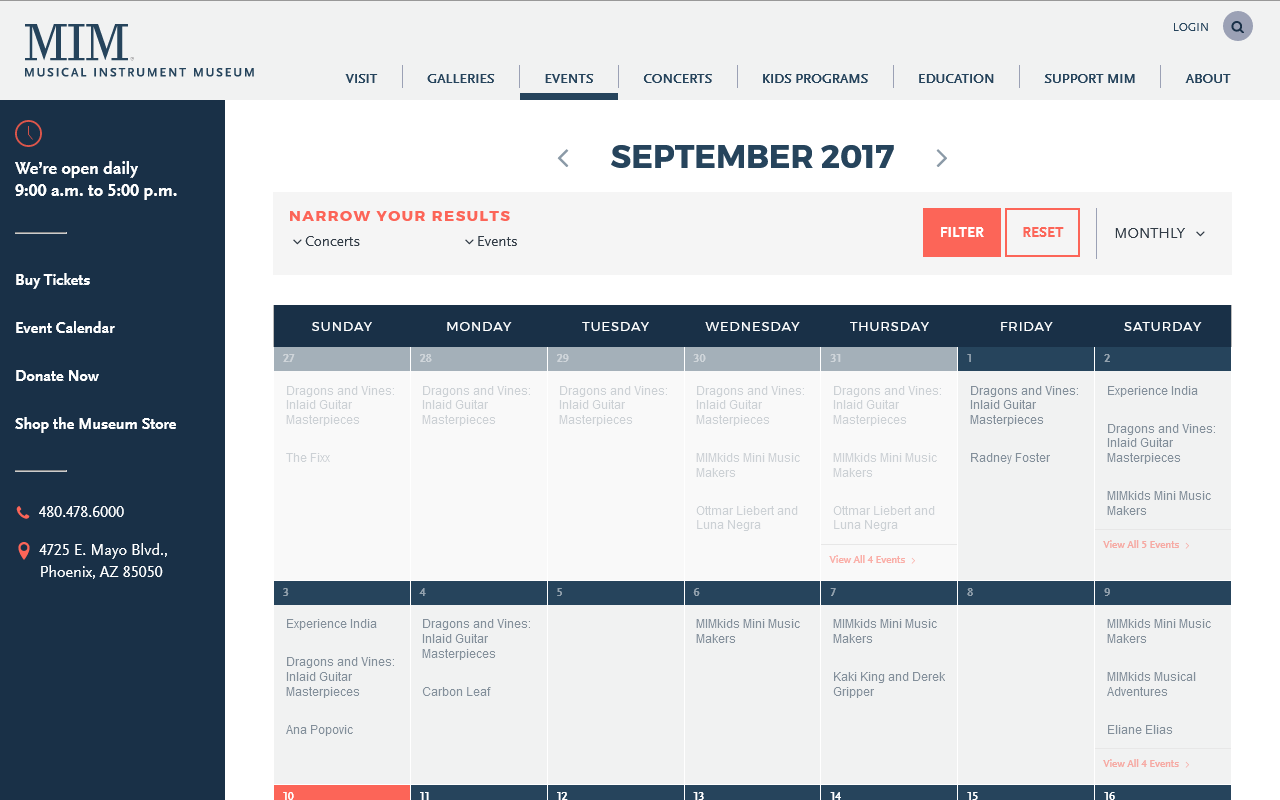 MIM
MUSICAL INSTRUMENT MUSEUM
LOGIN
VISIT
GALLERIES
EVENTS
CONCERTS
KIDS PROGRAMS
EDUCATION
SUPPORT MIM
ABOUT
We're open daily
9:00 a.m. to 5:00 p.m.
Buy Tickets
Event Calendar
Donate Now
Shop the Museum Store
480.478.6000
4725 E. Mayo Blvd.,
Phoenix, AZ 85050
SEPTEMBER 2017
NARROW YOUR RESULTS
Concerts
Events
FILTER
RESET
MONTHLY
SUNDAY
MONDAY
TUESDAY
WEDNESDAY
THURSDAY
FRIDAY
SATURDAY
27
Dragons and Vines:
Inlaid Guitar
Masterpieces
The Fixx
28
Dragons and Vines:
Inlaid Guitar
Masterpieces
29
Dragons and Vines:
Inlaid Guitar
Masterpieces
30
Dragons and Vines:
Inlaid Guitar
Masterpieces
MIMkids Mini Music
Makers
Ottmar Liebert and
Luna Negra
31
Dragons and Vines:
Inlaid Guitar
Masterpieces
MIMkids Mini Music
Makers
Ottmar Liebert and
Luna Negra
View All 4 Events
1
Dragons and Vines:
Inlaid Guitar
Masterpieces
Radney Foster
2
Experience India
Dragons and Vines:
Inlaid Guitar
Masterpieces
MIMkids Mini Music
Makers
View All 5 Events
3
Experience India
Dragons and Vines:
Inlaid Guitar
Masterpieces
Ana Popovic
4
Dragons and Vines:
Inlaid Guitar
Masterpieces
Carbon Leaf
5
6
MIMkids Mini Music
Makers
7
MIMkids Mini Music
Makers
Kaki King and Derek
Gripper
8
9
MIMkids Mini Music
Makers
MIMkids Musical
Adventures
Eliane Elias
View All 4 Events
10
11
12
13
14
15
16